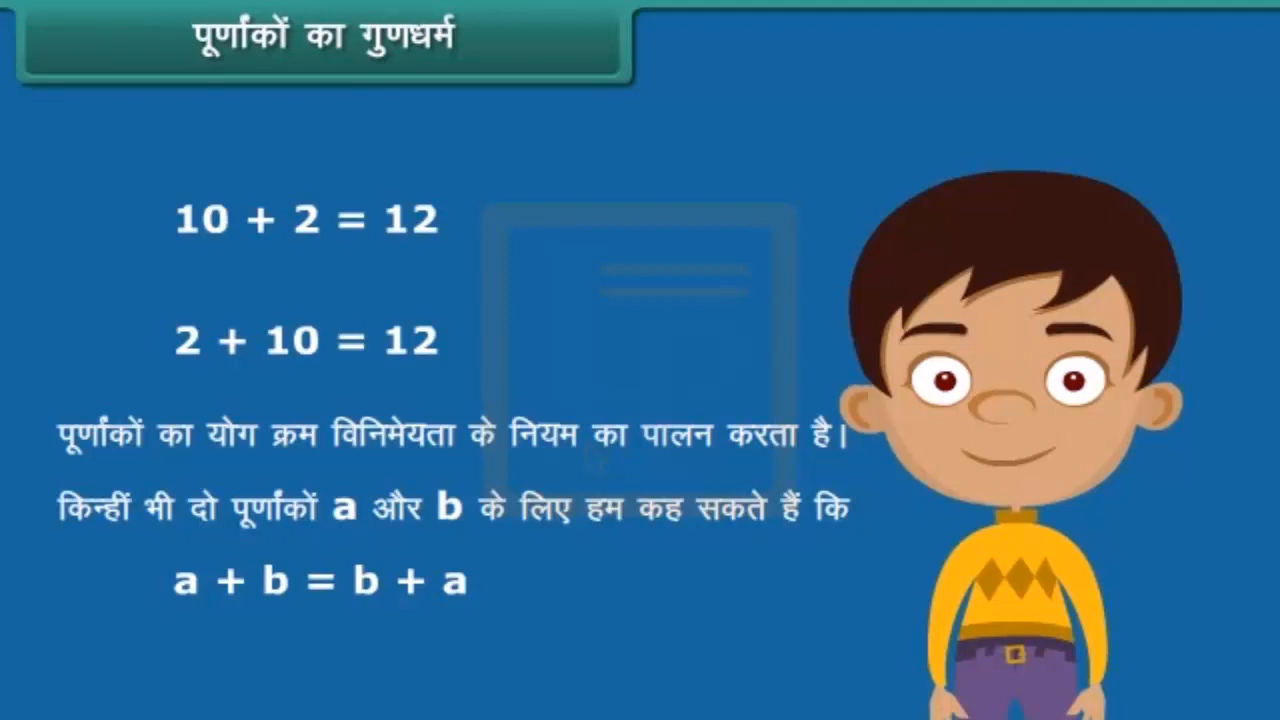 पूर्णांकों का गुणधर्म
10 + 2 = 12
2 + 10 = 12
पूर्णांकों का योग क्रम विनिमेयता के नियम का पालन करता है।
किन्हीं भी दो पूर्णांकों a और b के लिए हम कह सकते हैं कि
a + b = b + a